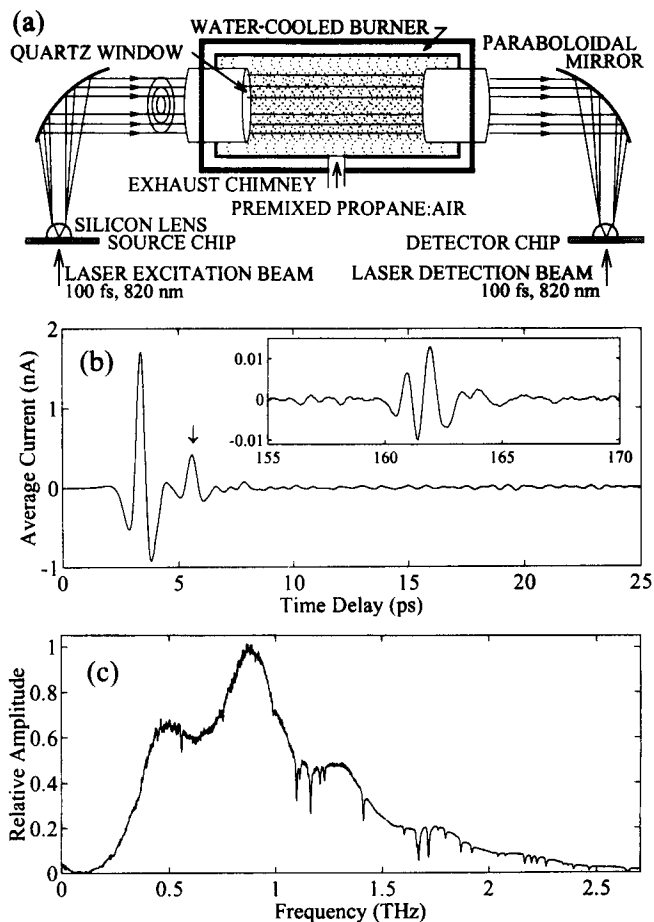 (a)
WATER-COOLED BURNER
QUARTZ WINDOW
PARABOLOIDAL
MIRROR
EXHAUST CHIMNEY
PREMIXED PROPANE:AIR
SILICON LENS
SOURCE CHIP
DETECTOR CHIP
LASER EXCITATION BEAM
100 fs, 820 nm
LASER DETECTION BEAM
100 fs, 820 nm
(b)
Average Current (nA)
2
1
0
-1
0.01
0
-0.01
155
160
165
170
0
5
10
15
20
25
Time Delay (ps)
(c)
Relative Amplitude
1
0.8
0.6
0.4
0.2
0
0
0.5
1
1.5
2
2.5
Frequency (THz)